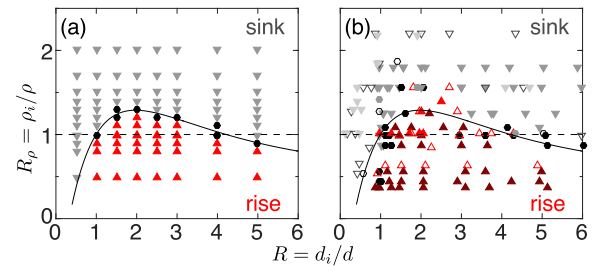 (a) sink
(b) sink
2
1
0
R_ρ = ρ_i/ρ
rise
rise
0 1 2 3 4 5 6
0 1 2 3 4 5 6
R = d_i/d